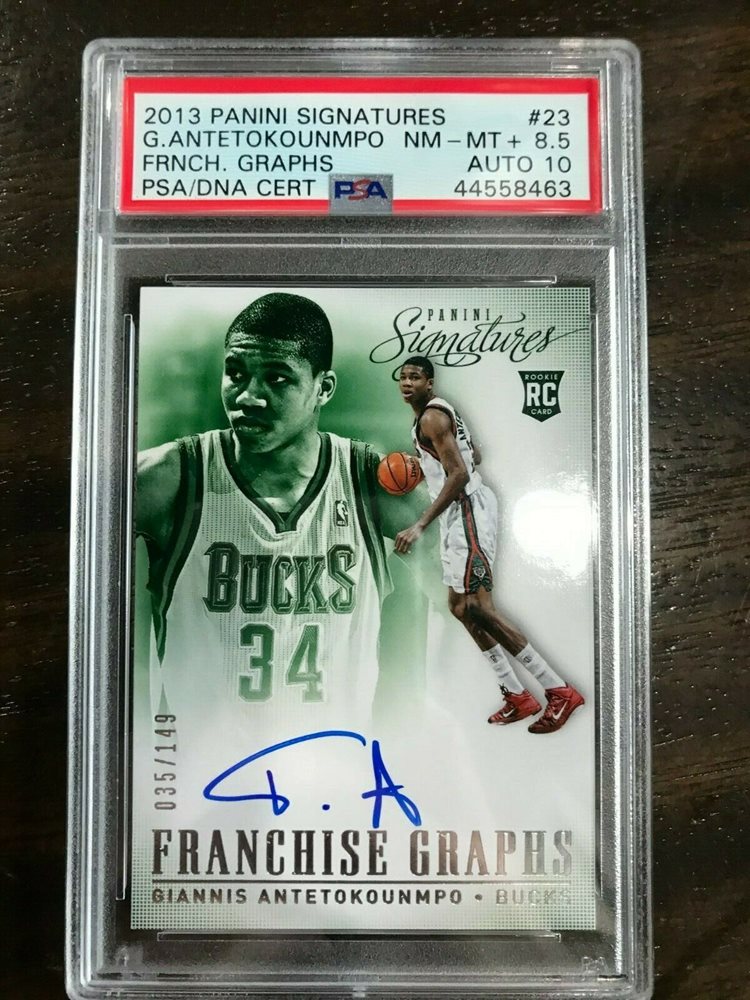 2013 PANINI SIGNATURES #23
G.ANTETOKOUNMPO NM-MT+ 8.5
FRNCH. GRAPHS AUTO 10
PSA/DNA CERT PSA 44558463
PANINI
Signatures
ROOKIE
RC
CARD
BUCKS
34
035/149
T. A
FRANCHISE GRAPHS
GIANNIS ANTETOKOUNMPO • BUCKS